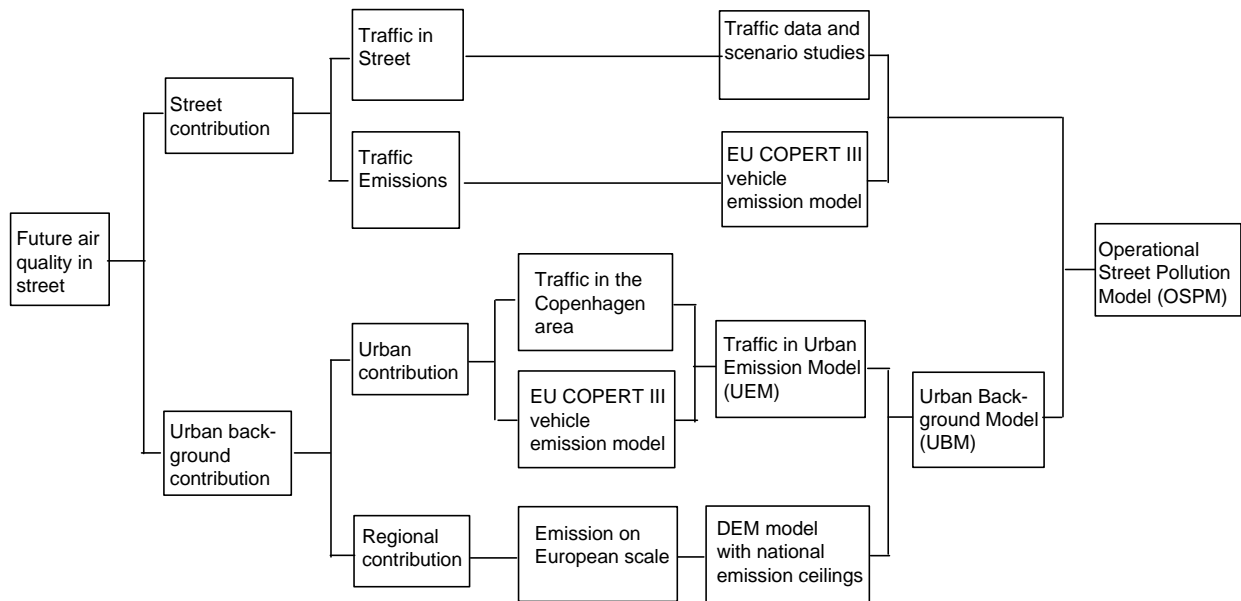 Traffic in
Street
Traffic data and
scenario studies
Street
contribution
Traffic
Emissions
EU COPERT III
vehicle
emission model
Future air
quality in
street
Operational
Street Pollution
Model (OSPM)
Traffic in the
Copenhagen
area
Urban
contribution
Traffic in Urban
Emission Model
(UEM)
EU COPERT III
vehicle
emission model
Urban Back-
ground Model
(UBM)
Urban back-
ground
contribution
Regional
contribution
Emission on
European scale
DEM model
with national
emission ceilings